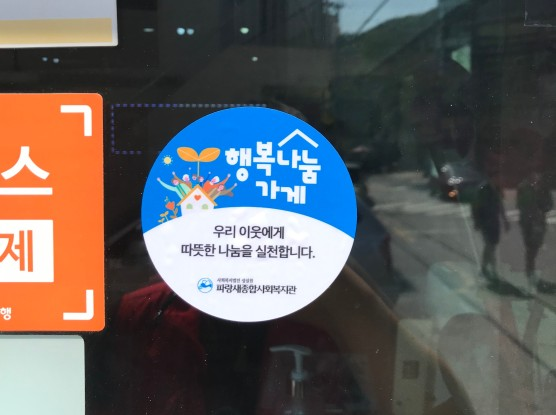 스
제
행
행복나눔
가게
우리 이웃에게
따뜻한 나눔을 실천합니다.
파랑새종합사회복지관